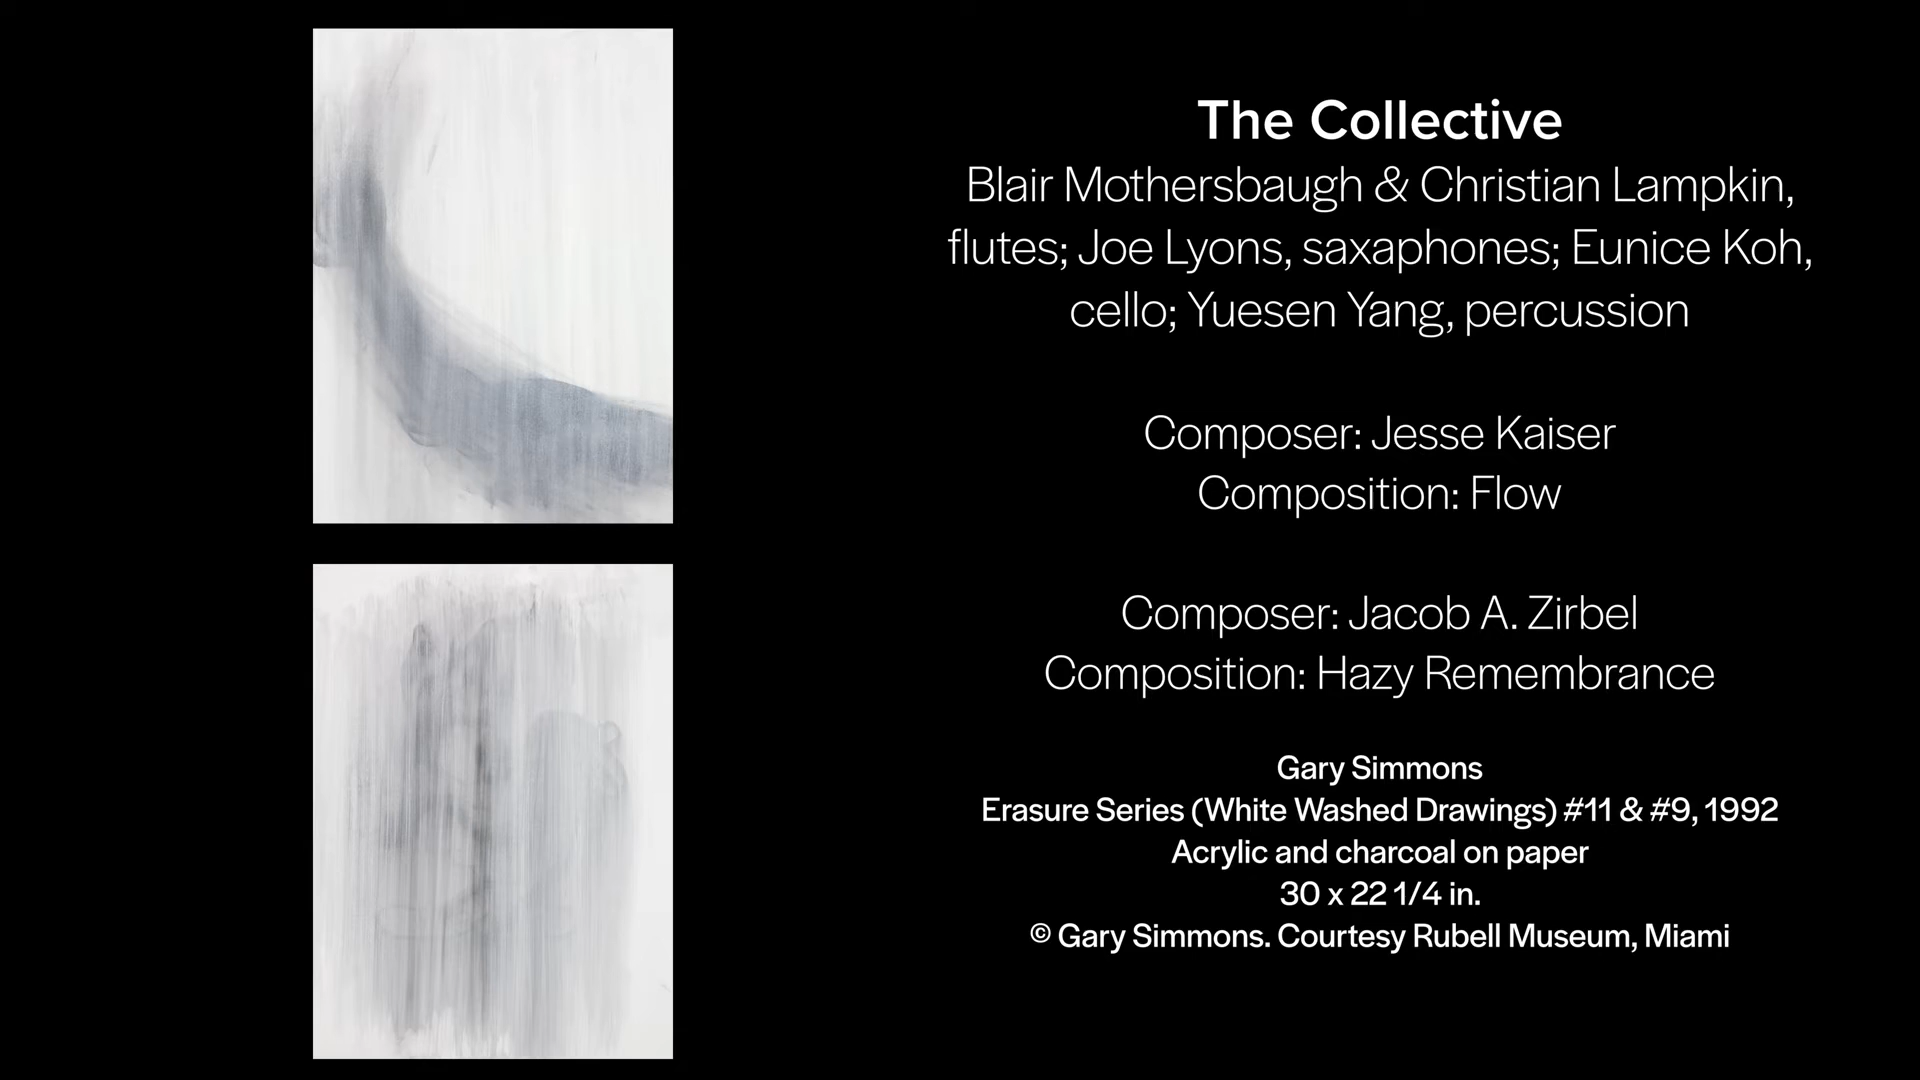 The Collective
Blair Mothersbaugh & Christian Lampkin,
flutes; Joe Lyons, saxaphones; Eunice Koh,
cello; Yuesen Yang, percussion
Composer: Jesse Kaiser
Composition: Flow
Composer: Jacob A. Zirbel
Composition: Hazy Remembrance
Gary Simmons
Erasure Series (White Washed Drawings) #11 & #9, 1992
Acrylic and charcoal on paper
30 x 22 1/4 in.
© Gary Simmons. Courtesy Rubell Museum, Miami